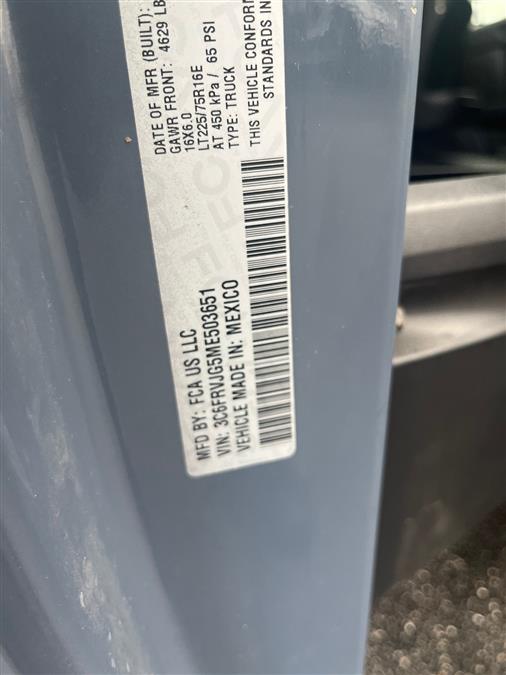 MFD BY: FCA US LLC
DATE OF MFR (BUILT):
GAWR FRONT: 4629 LB
16X6.0
LT225/75R16E
AT 450 kPa / 65 PSI
TYPE: TRUCK
VIN: 3C6FRVJG5ME503651
VEHICLE MADE IN: MEXICO
THIS VEHICLE CONFORM
STANDARDS IN